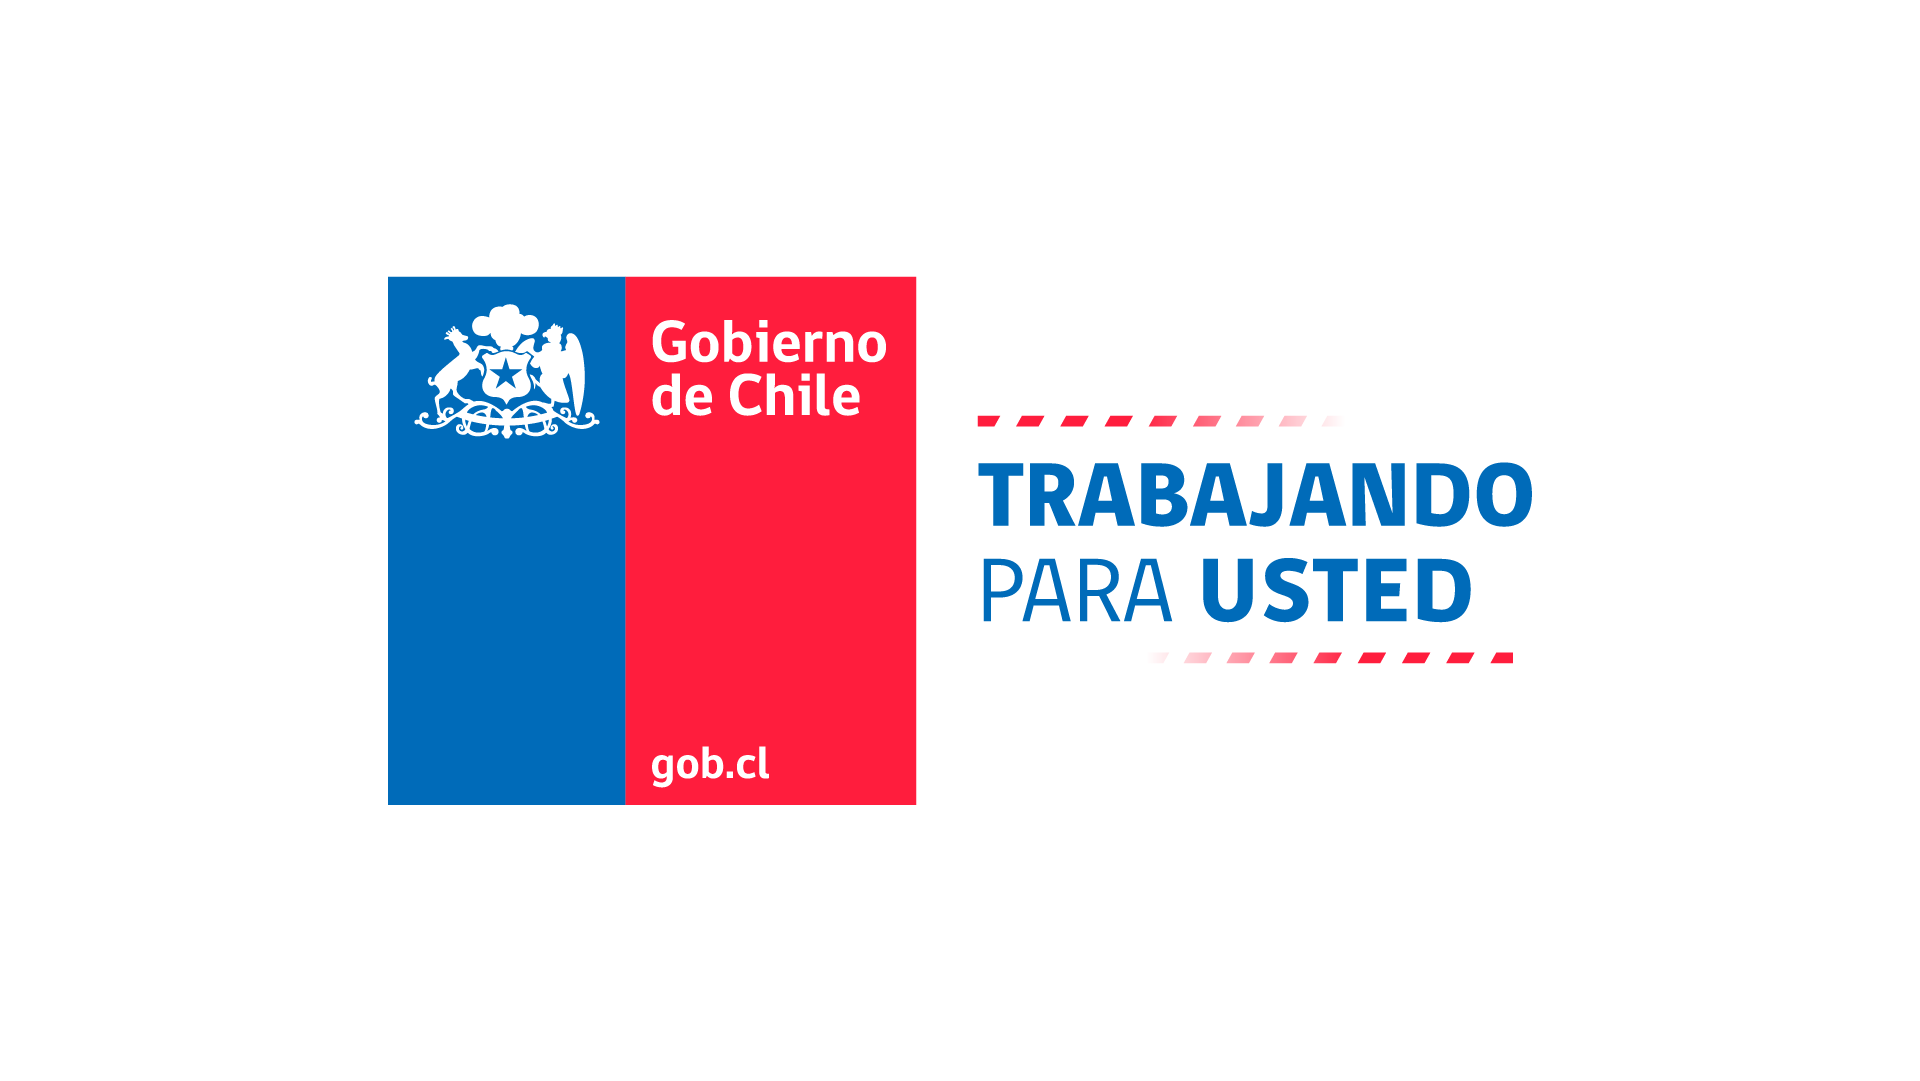 Gobierno
de Chile
gob.cl
TRABAJANDO
PARA USTED